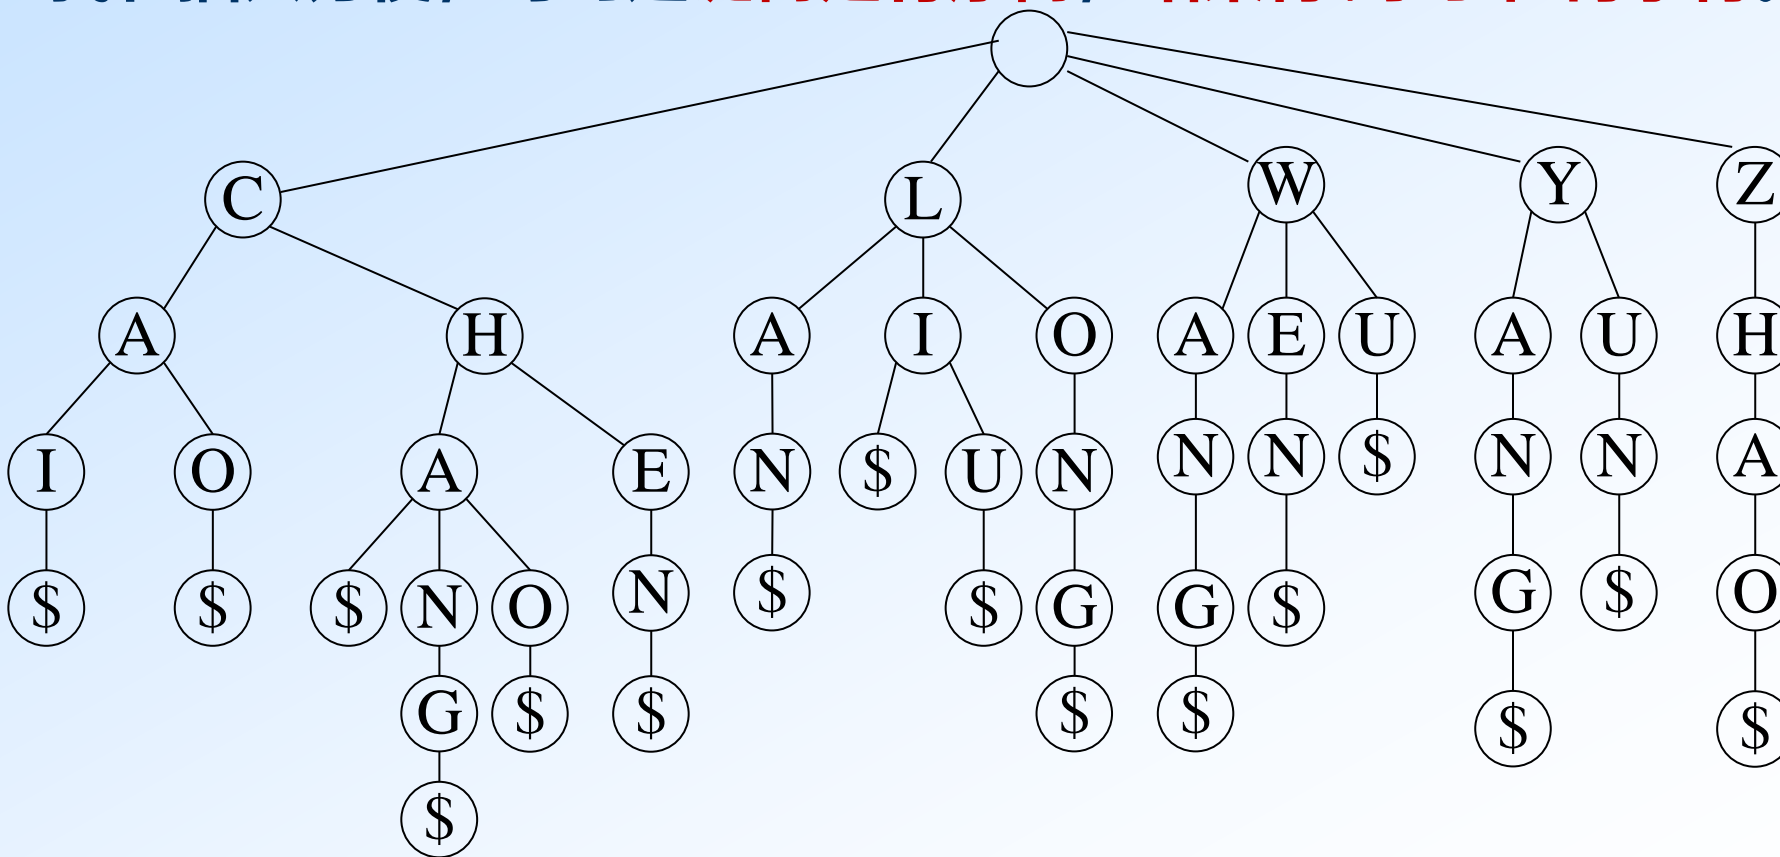 C L W Y Z
A H A I O A E U A U H
I O A E N $ U N N N $ N N A
$ $ $ N O N $ $ G G $ G $ O
G $ $ $ $ $ $
$